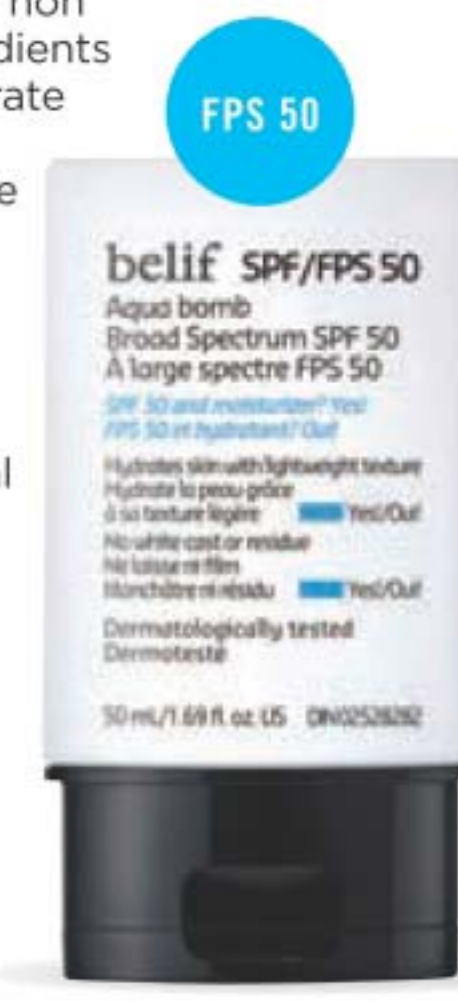 non
dients
rate
e
l
FPS 50
belif SPF/FPS 50
Aqua bomb
Broad Spectrum SPF 50
À large spectre FPS 50
SPF 50 and moisturizer? Yes!
FPS 50 et hydratant? Oui!
Hydrates skin with lightweight texture
Hydrate la peau grâce
à sa texture légère Yes!/Oui!
No white cast or residue
Ne laisse ni film
blanchâtre ni résidu Yes!/Oui!
Dermatologically tested
Dermotesté
50 mL/1.69 fl. oz. US DIN02528282